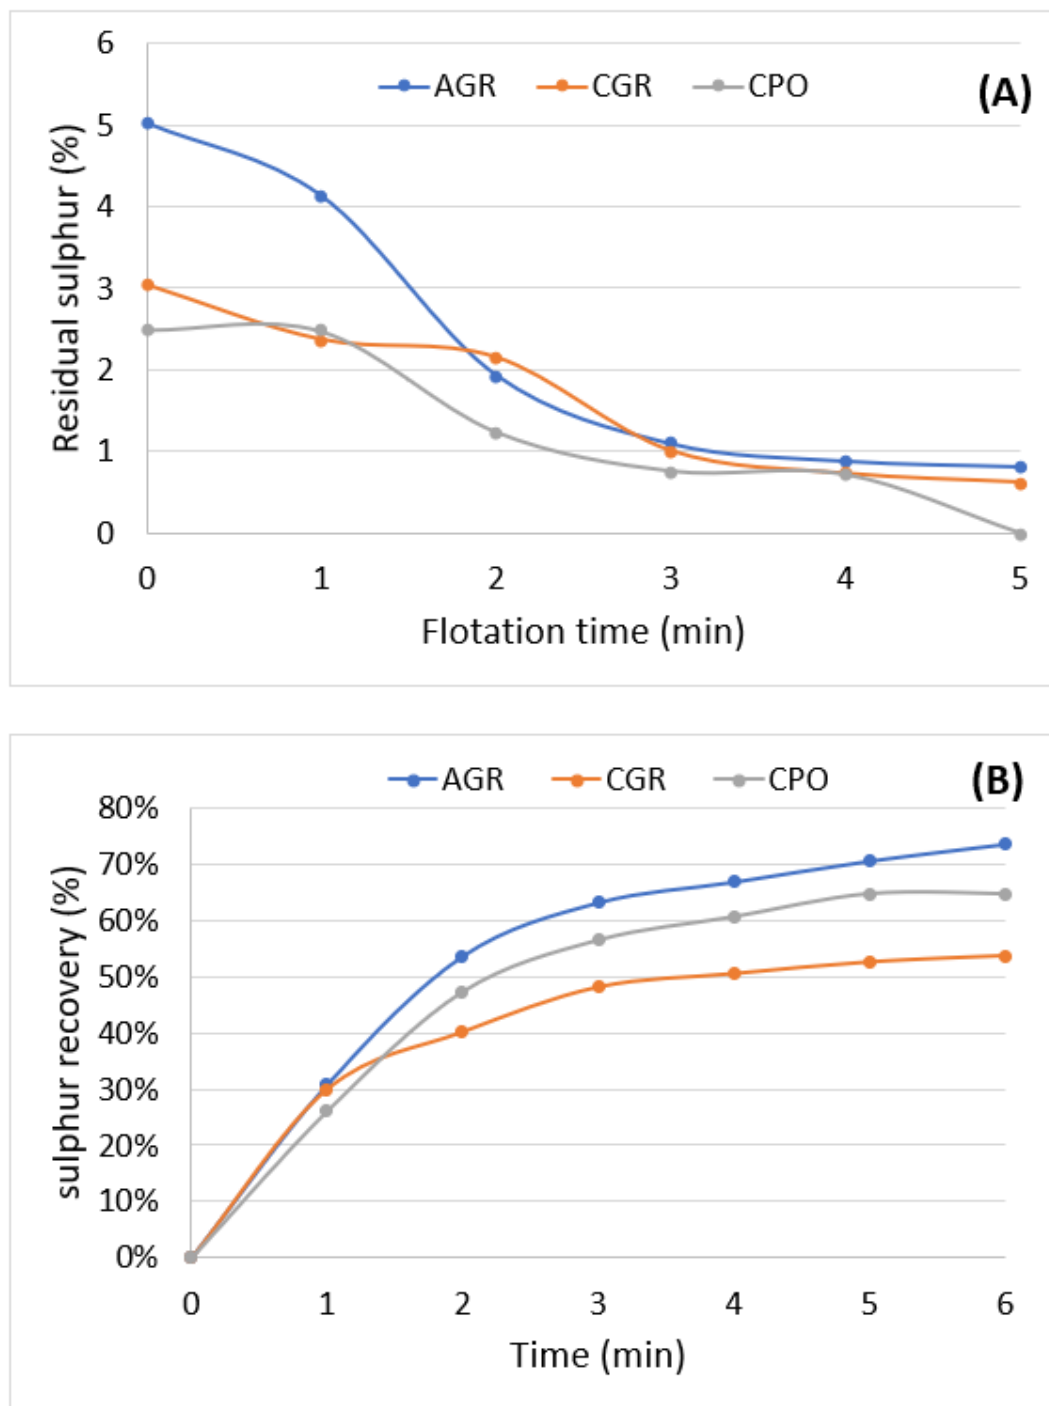 6
AGR CGR CPO (A)
5
4
3
2
1
0
Residual sulphur (%)
0 1 2 3 4 5
Flotation time (min)
AGR CGR CPO (B)
80%
70%
60%
50%
40%
30%
20%
10%
0%
sulphur recovery (%)
0 1 2 3 4 5 6
Time (min)